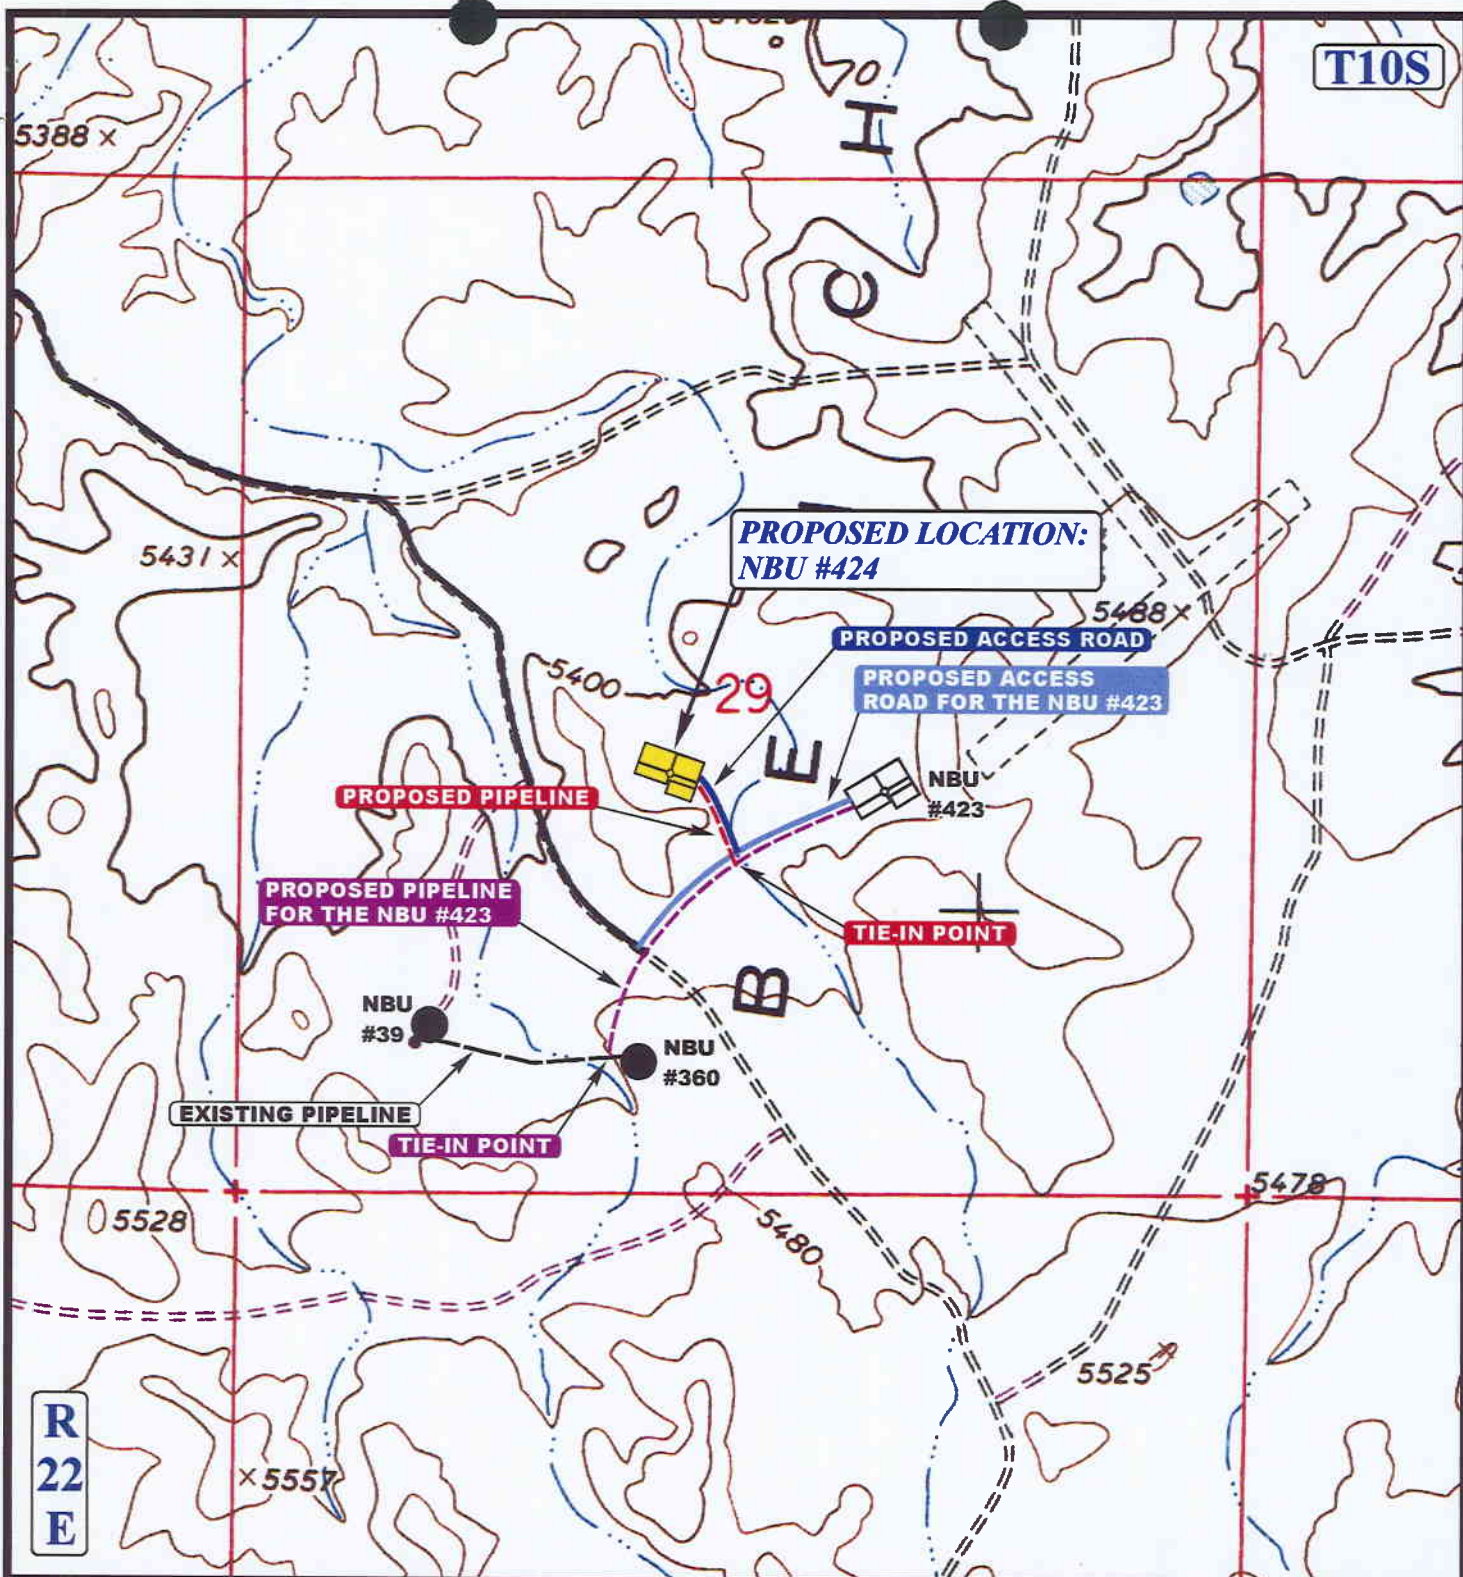 T10S
5388
H
C
PROPOSED LOCATION:
NBU #424
5431
5488
PROPOSED ACCESS ROAD
5400
29
PROPOSED ACCESS
ROAD FOR THE NBU #423
E
NBU
#423
PROPOSED PIPELINE
PROPOSED PIPELINE
FOR THE NBU #423
TIE-IN POINT
B
NBU
#39
NBU
#360
EXISTING PIPELINE
TIE-IN POINT
5478
5528
5480
5525
R
22
E
5557